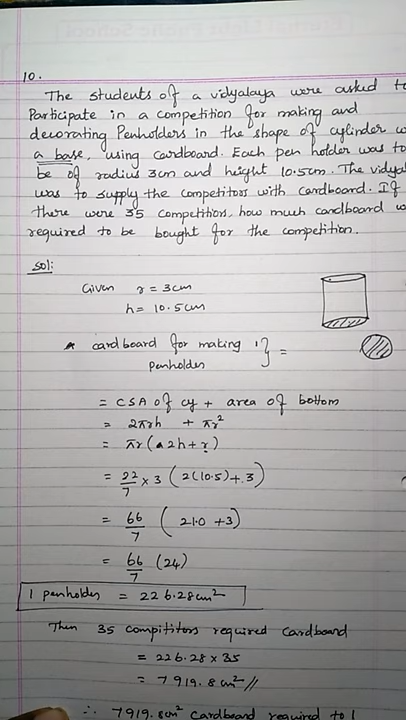 10.
The students of a vidyalaya were asked to
Participate in a competition for making and
decorating Penholders in the shape of cylinder w
a base, using cardboard. Each pen holder was to
be of radius 3cm and height 10.5cm. The vidyal
was to supply the competitors with cardboard. If
there were 35 competitors, how much cardboard w
required to be bought for the competition.
Sol:
Given r = 3cm
h = 10.5cm
cardboard for making 1 } =
penholder
= CSA of cy + area of bottom
= 2πrh + πr²
= πr (2h + r)
= 22/7 × 3 (2(10.5)+3)
= 66/7 (21.0 + 3)
= 66/7 (24)
1 penholder = 226.28cm²
Then 35 compititors required Cardboard
= 226.28 × 35
= 7919.8cm²//
∴ 7919.8cm² Cardboard required to